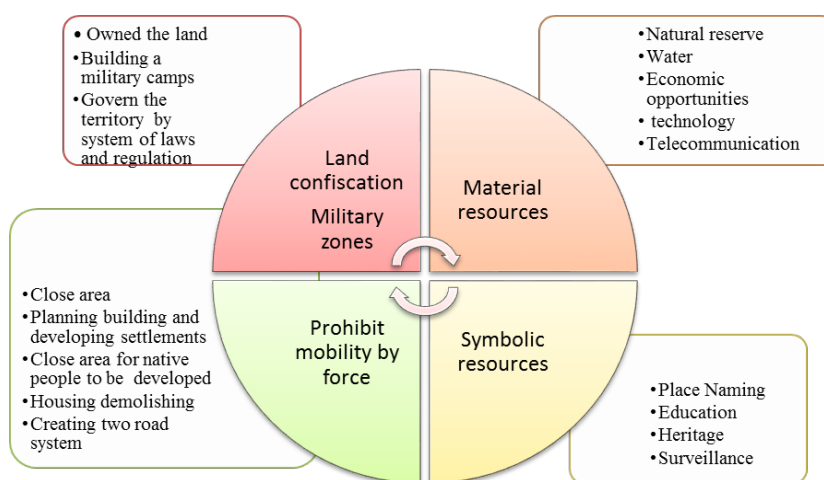 • Owned the land
•Building a
military camps
•Govern the
territory by
system of laws
and regulation
•Natural reserve
•Water
•Economic
opportunities
• technology
•Telecommunication
Land
confiscation
Military
zones
Material
resources
•Close area
•Planning building and
developing settlements
•Close area for native
people to be developed
•Housing demolishing
•Creating two road
system
Prohibit
mobility by
force
Symbolic
resources
•Place Naming
•Education
•Heritage
•Surveillance